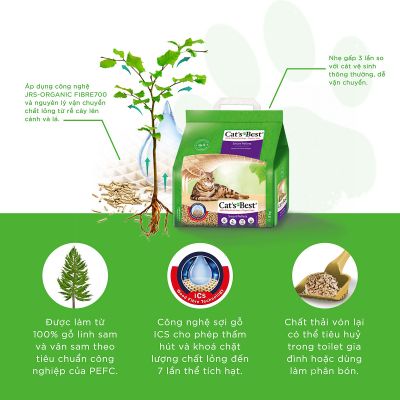 Áp dụng công nghệ
JRS-ORGANIC FIBRE700
và nguyên lý vận chuyển
chất lỏng từ rễ cây lên
cành và lá.
Nhẹ gấp 3 lần so
với cát vệ sinh
thông thường, dễ
vận chuyển.
Cat's Best
Smart Pellets
Cat's Best
Smart Pellets
ICS
Được làm từ
100% gỗ linh sam
và vân sam theo
tiêu chuẩn công
nghiệp của PEFC.
Công nghệ sợi gỗ
ICS cho phép thấm
hút và khoá chặt
lượng chất lỏng đến
7 lần thể tích hạt.
Chất thải vón lại
có thể tiêu huỷ
trong toilet gia
đình hoặc dùng
làm phân bón.